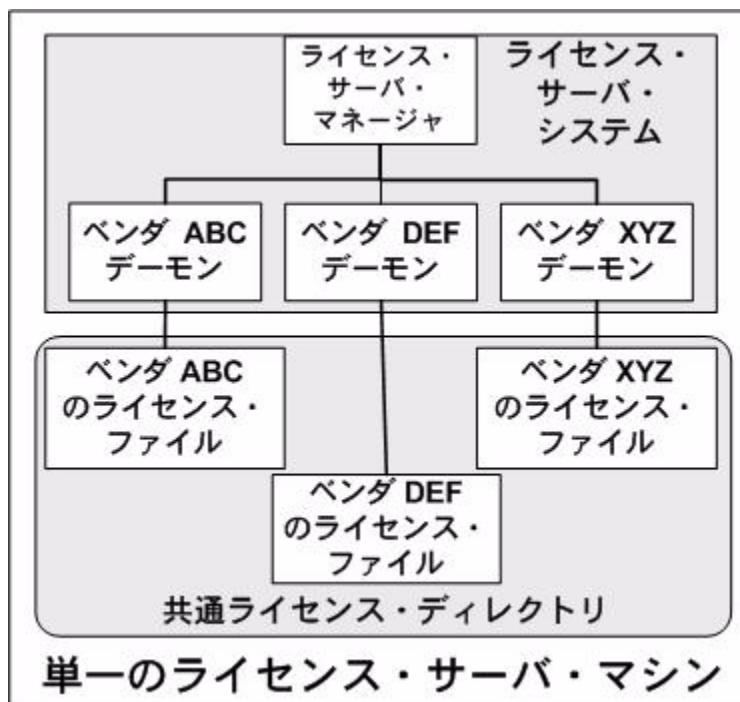 ライセンス・
サーバ・
マネージャ
ライセンス・
サーバ・
システム
ベンダ ABC
デーモン
ベンダ DEF
デーモン
ベンダ XYZ
デーモン
ベンダ ABC
のライセンス・
ファイル
ベンダ XYZ
のライセンス・
ファイル
ベンダ DEF
のライセンス・
ファイル
共通ライセンス・ディレクトリ
単一のライセンス・サーバ・マシン